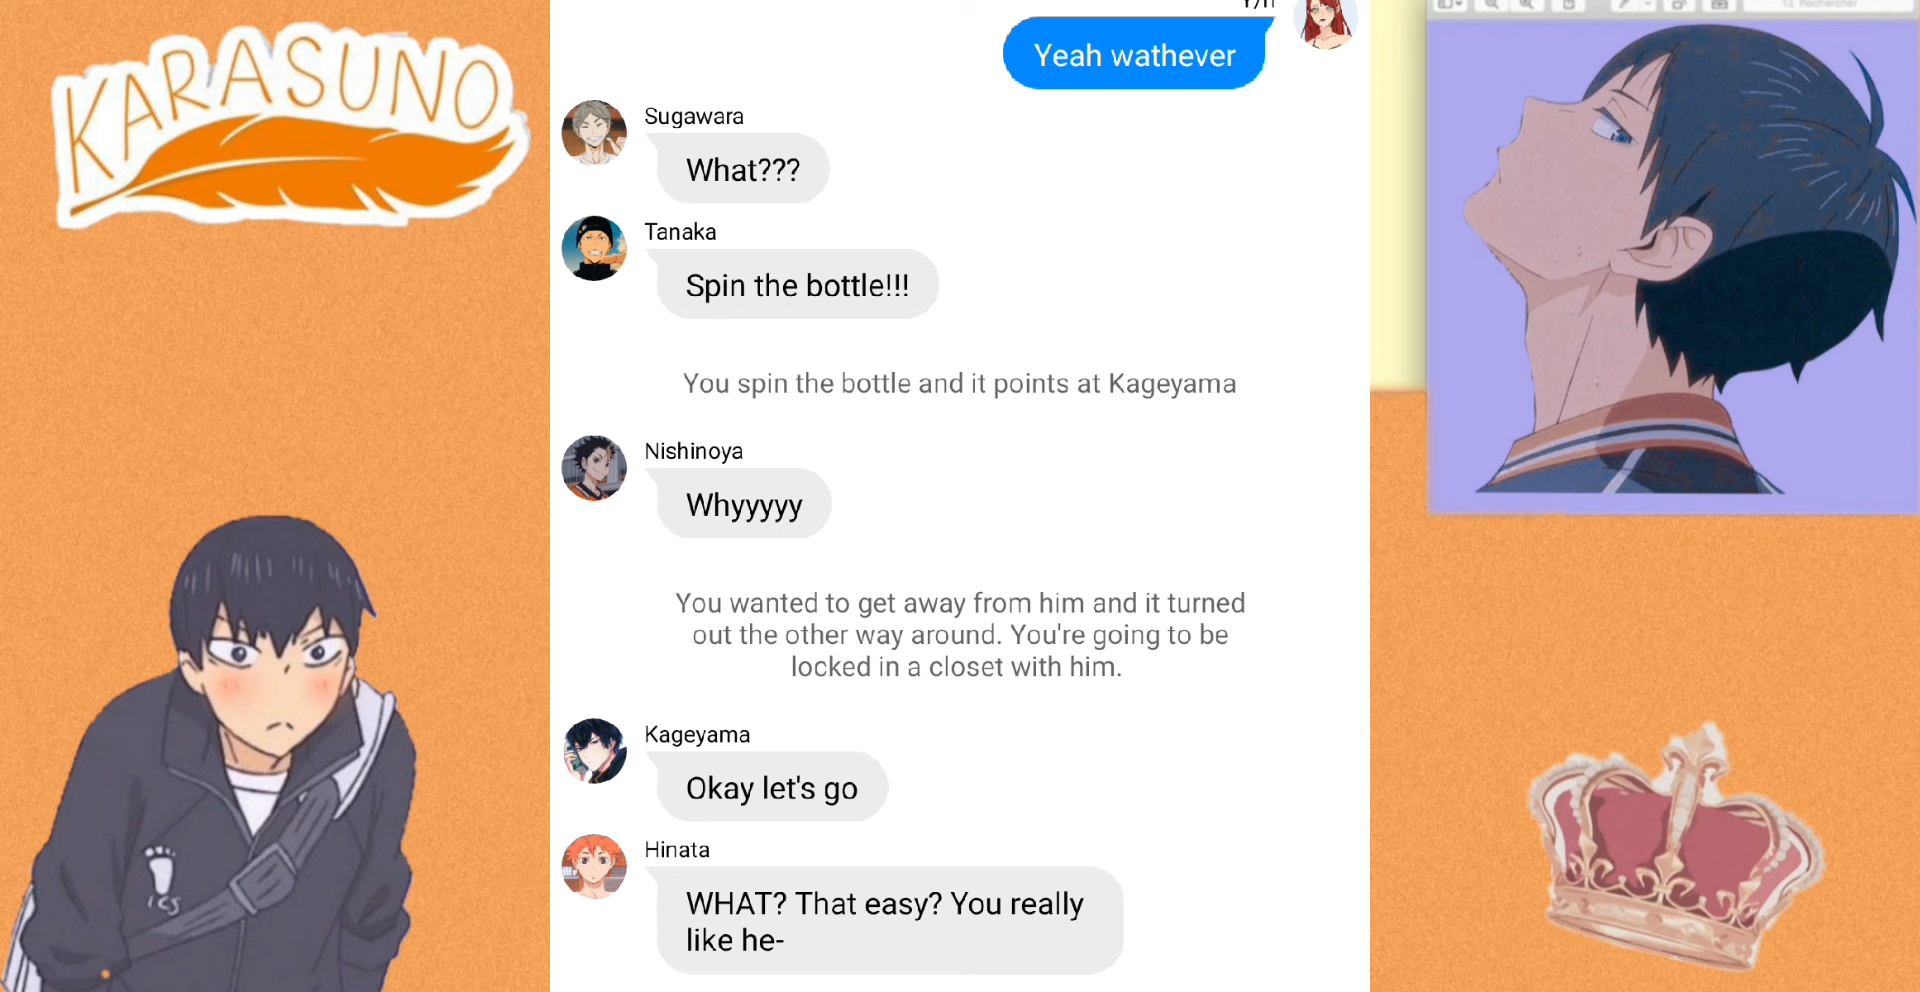 KARASUNO
Y/n
Yeah wathever
Sugawara
What???
Tanaka
Spin the bottle!!!
You spin the bottle and it points at Kageyama
Nishinoya
Whyyyyy
You wanted to get away from him and it turned
out the other way around. You're going to be
locked in a closet with him.
Kageyama
Okay let's go
Hinata
WHAT? That easy? You really
like he-
Rechercher
ICS